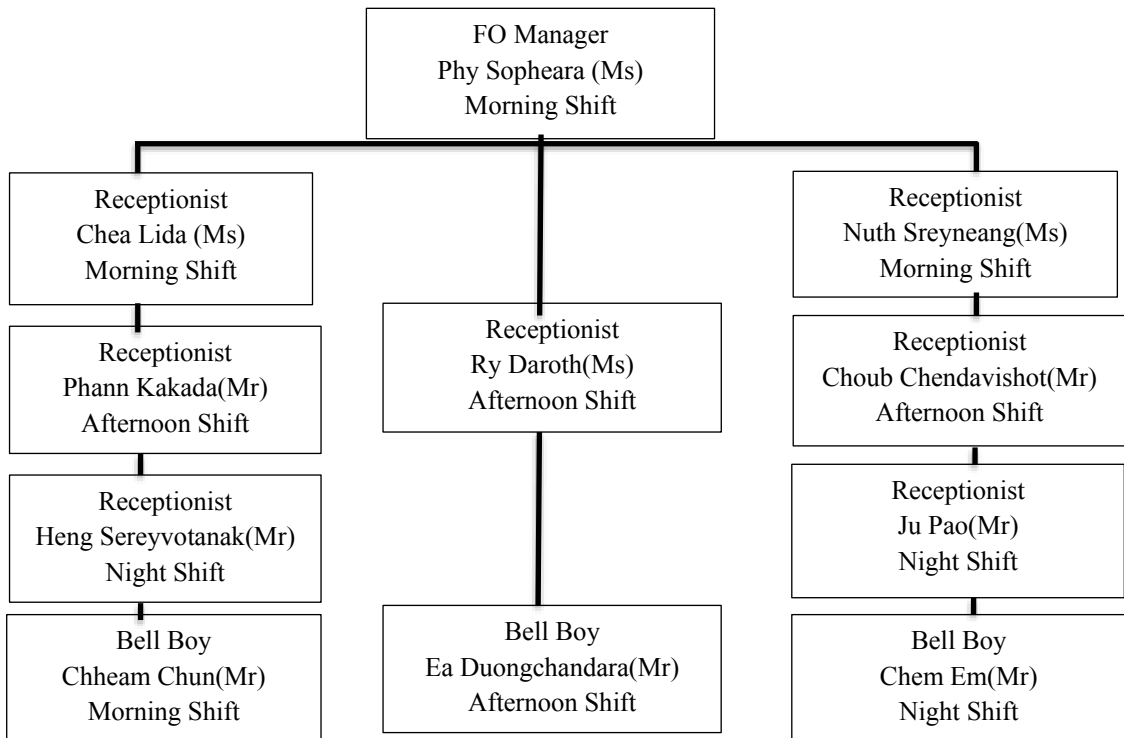 FO Manager
Phy Sopheara (Ms)
Morning Shift
Receptionist
Chea Lida (Ms)
Morning Shift
Receptionist
Phann Kakada(Mr)
Afternoon Shift
Receptionist
Heng Sereyvotanak(Mr)
Night Shift
Bell Boy
Chheam Chun(Mr)
Morning Shift
Receptionist
Ry Daroth(Ms)
Afternoon Shift
Bell Boy
Ea Duongchandara(Mr)
Afternoon Shift
Receptionist
Nuth Sreyneang(Ms)
Morning Shift
Receptionist
Choub Chendavishot(Mr)
Afternoon Shift
Receptionist
Ju Pao(Mr)
Night Shift
Bell Boy
Chem Em(Mr)
Night Shift